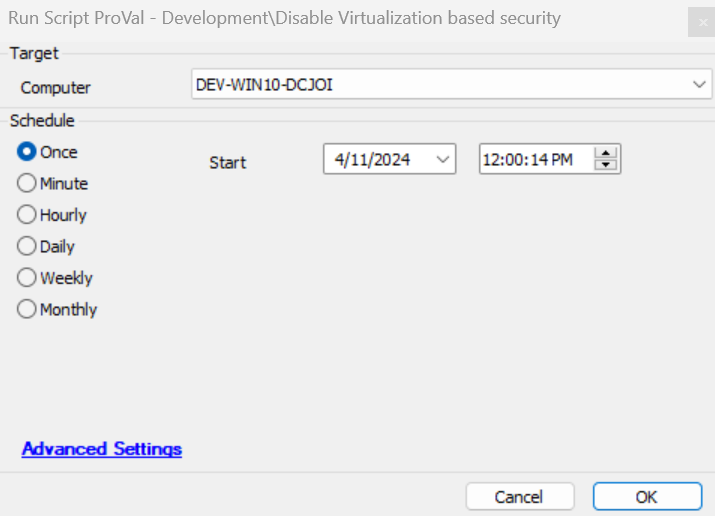 Run Script ProVal - Development\Disable Virtualization based security
Target
Computer DEV-WIN10-DCJOI
Schedule
Once Start 4/11/2024 12:00:14 PM
Minute
Hourly
Daily
Weekly
Monthly
Advanced Settings
Cancel OK